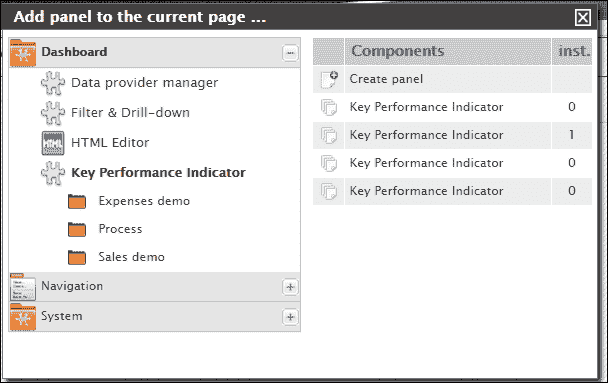 Add panel to the current page ...
Dashboard
Data provider manager
Filter & Drill-down
HTML Editor
Key Performance Indicator
Expenses demo
Process
Sales demo
Navigation
System
Components inst.
Create panel
Key Performance Indicator 0
Key Performance Indicator 1
Key Performance Indicator 0
Key Performance Indicator 0